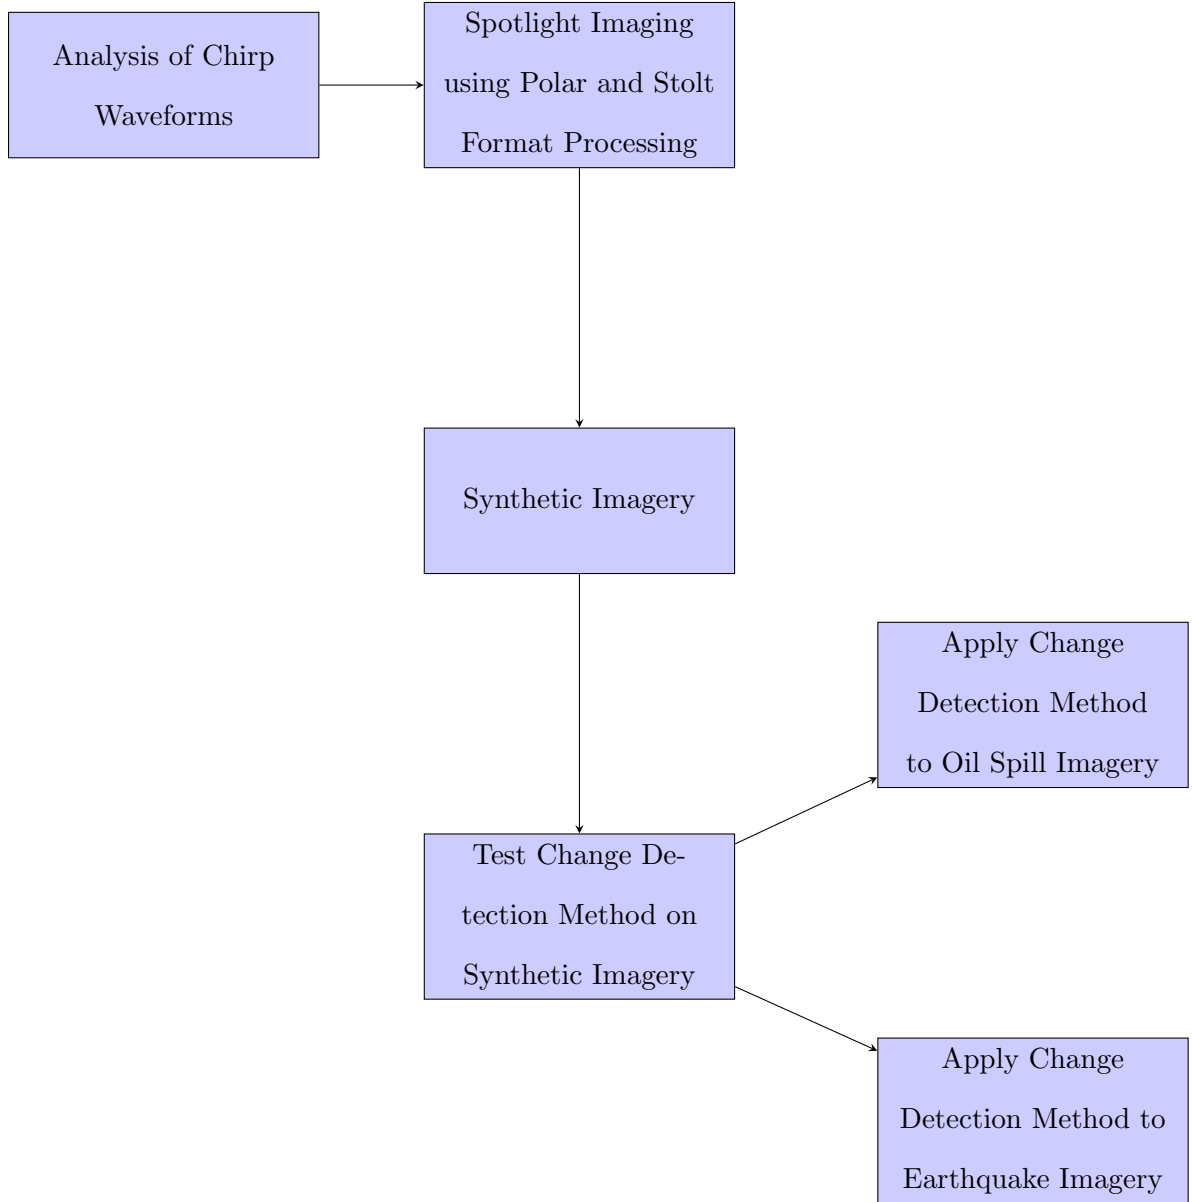 Analysis of Chirp
Waveforms
Spotlight Imaging
using Polar and Stolt
Format Processing
Synthetic Imagery
Apply Change
Detection Method
to Oil Spill Imagery
Test Change De-
tection Method on
Synthetic Imagery
Apply Change
Detection Method to
Earthquake Imagery